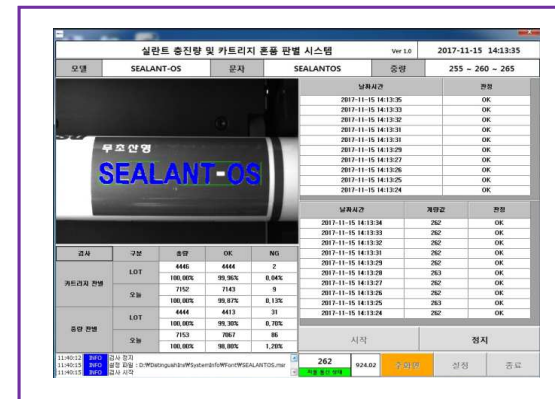 실란트 충진량 및 카트리지 혼품 판별 시스템 Ver 1.0 2017-11-15 14:13:35
모델 SEALANT-OS 문자 SEALANTOS 중량 255 ~ 260 ~ 265
무초산형
SEALANT-OS
날짜시간 판정
2017-11-15 14:13:35 OK
2017-11-15 14:13:33 OK
2017-11-15 14:13:32 OK
2017-11-15 14:13:31 OK
2017-11-15 14:13:31 OK
2017-11-15 14:13:29 OK
2017-11-15 14:13:27 OK
2017-11-15 14:13:26 OK
2017-11-15 14:13:25 OK
2017-11-15 14:13:24 OK
날짜시간 계량값 판정
2017-11-15 14:13:34 262 OK
2017-11-15 14:13:33 262 OK
2017-11-15 14:13:32 262 OK
2017-11-15 14:13:31 262 OK
2017-11-15 14:13:29 262 OK
2017-11-15 14:13:28 263 OK
2017-11-15 14:13:27 262 OK
2017-11-15 14:13:26 262 OK
2017-11-15 14:13:25 263 OK
2017-11-15 14:13:24 262 OK
검사 구분 총량 OK NG
카트리지 판별 LOT 4446 4444 2
100,00% 99,96% 0,04%
오늘 7152 7143 9
100,00% 99,87% 0,13%
중량 판별 LOT 4444 4413 31
100,00% 99,30% 0,70%
오늘 7153 7067 86
100,00% 98,80% 1,20%
시작 정지
11:40:12 INFO 검사 정지
11:40:15 INFO 설정 파일 : D:₩DistinguishIns₩SystemInfo₩Font₩SEALANTOS.msr
11:40:15 INFO 검사 시작
262 924.02 주화면 설정 종료